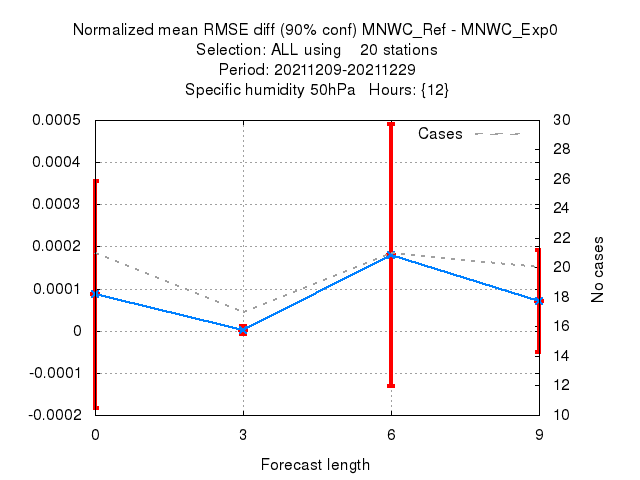 Normalized mean RMSE diff (90% conf) MNWC_Ref - MNWC_Exp0
Selection: ALL using    20 stations
Period: 20211209-20211229
Specific humidity 50hPa   Hours: {12}
0.0005
0.0004
0.0003
0.0002
0.0001
0
-0.0001
-0.0002
Cases
30
28
26
24
22
20
18
16
14
12
10
No cases
0 3 6 9
Forecast length